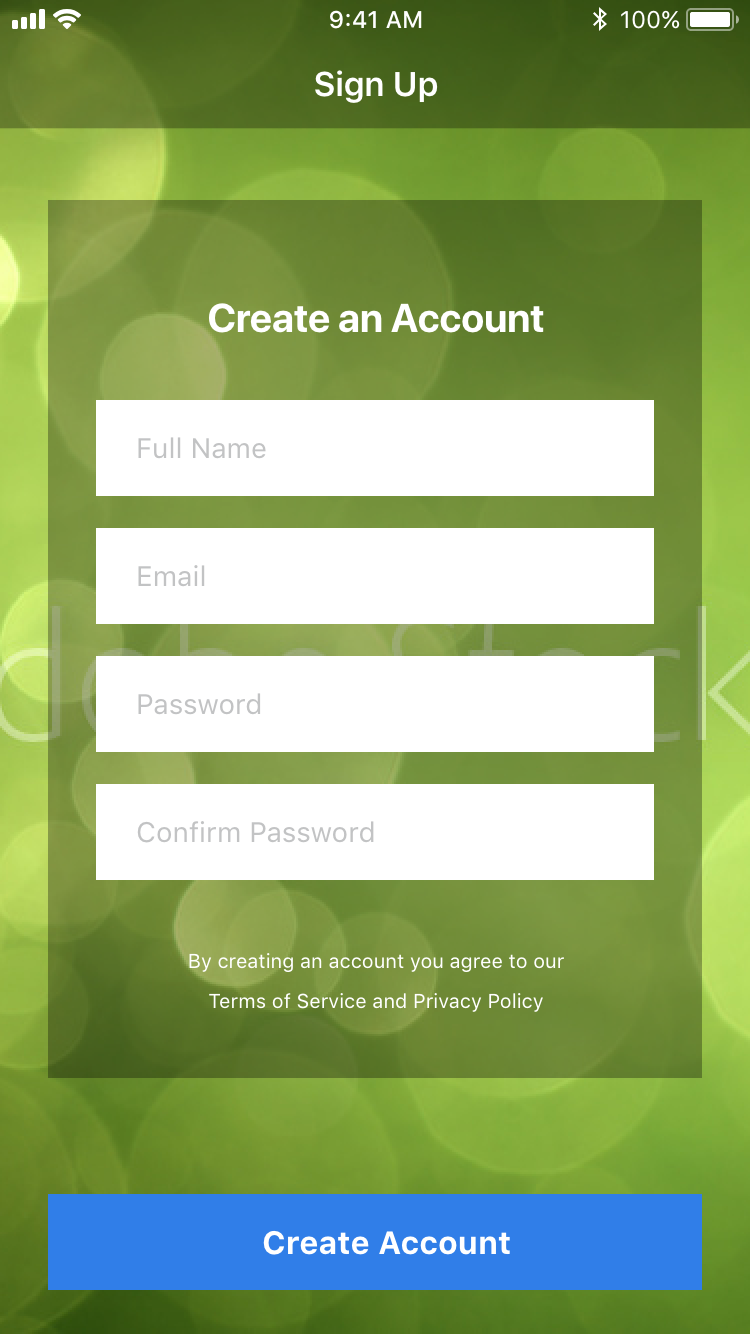 9:41 AM
100%
Sign Up
Create an Account
Full Name
Email
Password
Confirm Password
By creating an account you agree to our
Terms of Service and Privacy Policy
Create Account